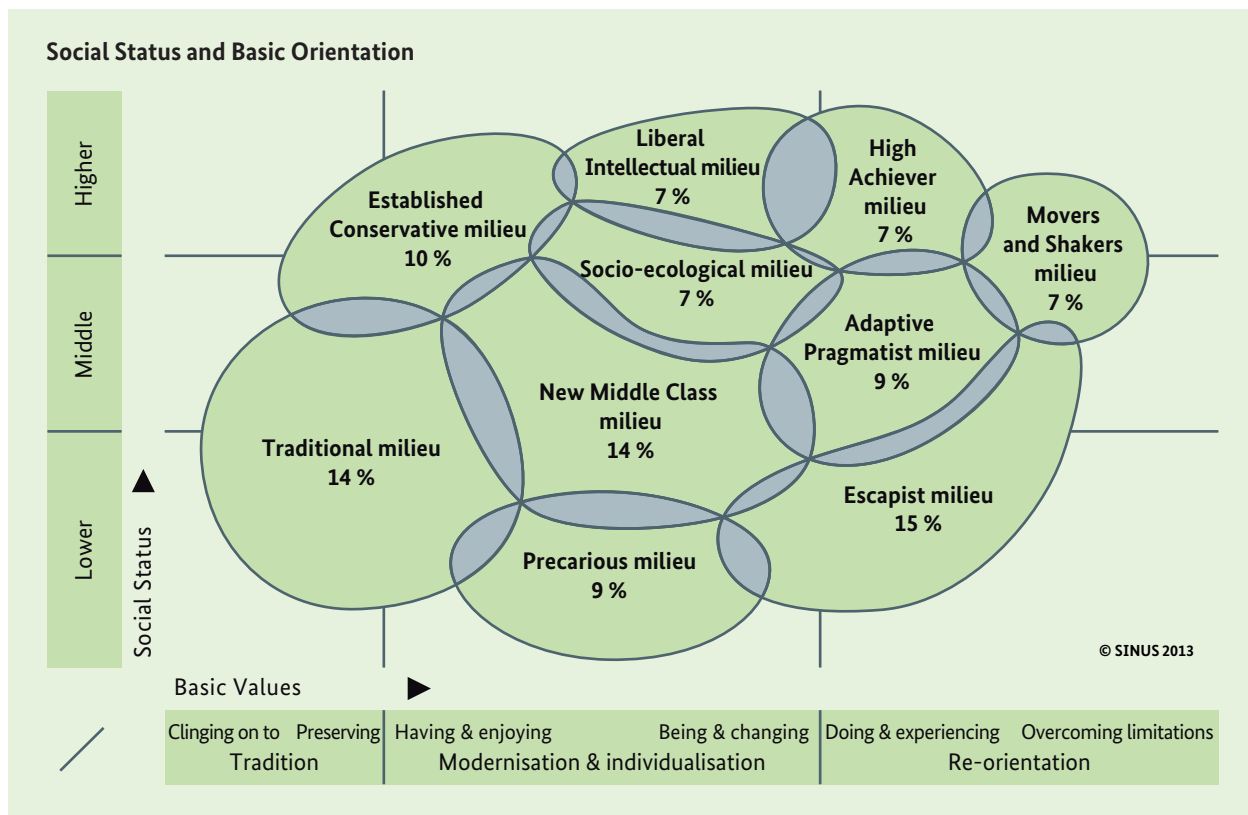 Social Status and Basic Orientation
Higher
Middle
Lower
Social Status
Liberal
Intellectual milieu
7 %
High
Achiever
milieu
7 %
Established
Conservative milieu
10 %
Movers
and Shakers
milieu
7 %
Socio-ecological milieu
7 %
Adaptive
Pragmatist milieu
9 %
New Middle Class
milieu
14 %
Traditional milieu
14 %
Escapist milieu
15 %
Precarious milieu
9 %
© SINUS 2013
Basic Values
Clinging on to Preserving
Tradition
Having & enjoying Being & changing
Modernisation & individualisation
Doing & experiencing Overcoming limitations
Re-orientation